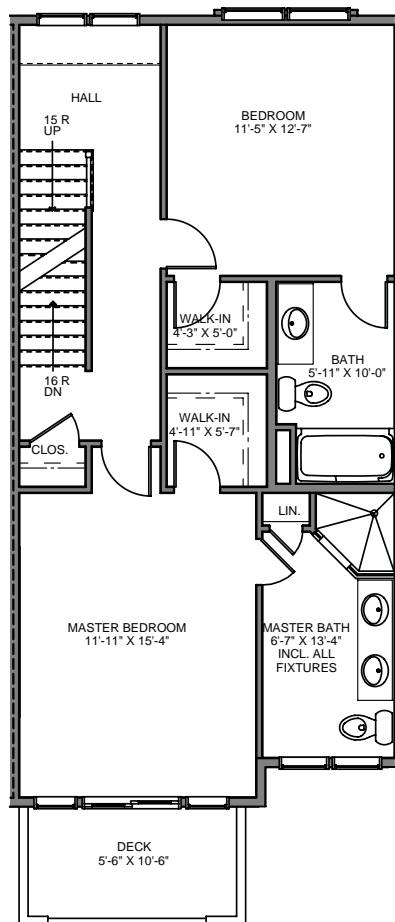 HALL
15 R
UP
BEDROOM
11'-5" X 12'-7"
WALK-IN
4'-3" X 5'-0"
BATH
5'-11" X 10'-0"
16 R
DN
WALK-IN
4'-11" X 5'-7"
CLOS.
LIN.
MASTER BEDROOM
11'-11" X 15'-4"
MASTER BATH
6'-7" X 13'-4"
INCL. ALL
FIXTURES
DECK
5'-6" X 10'-6"